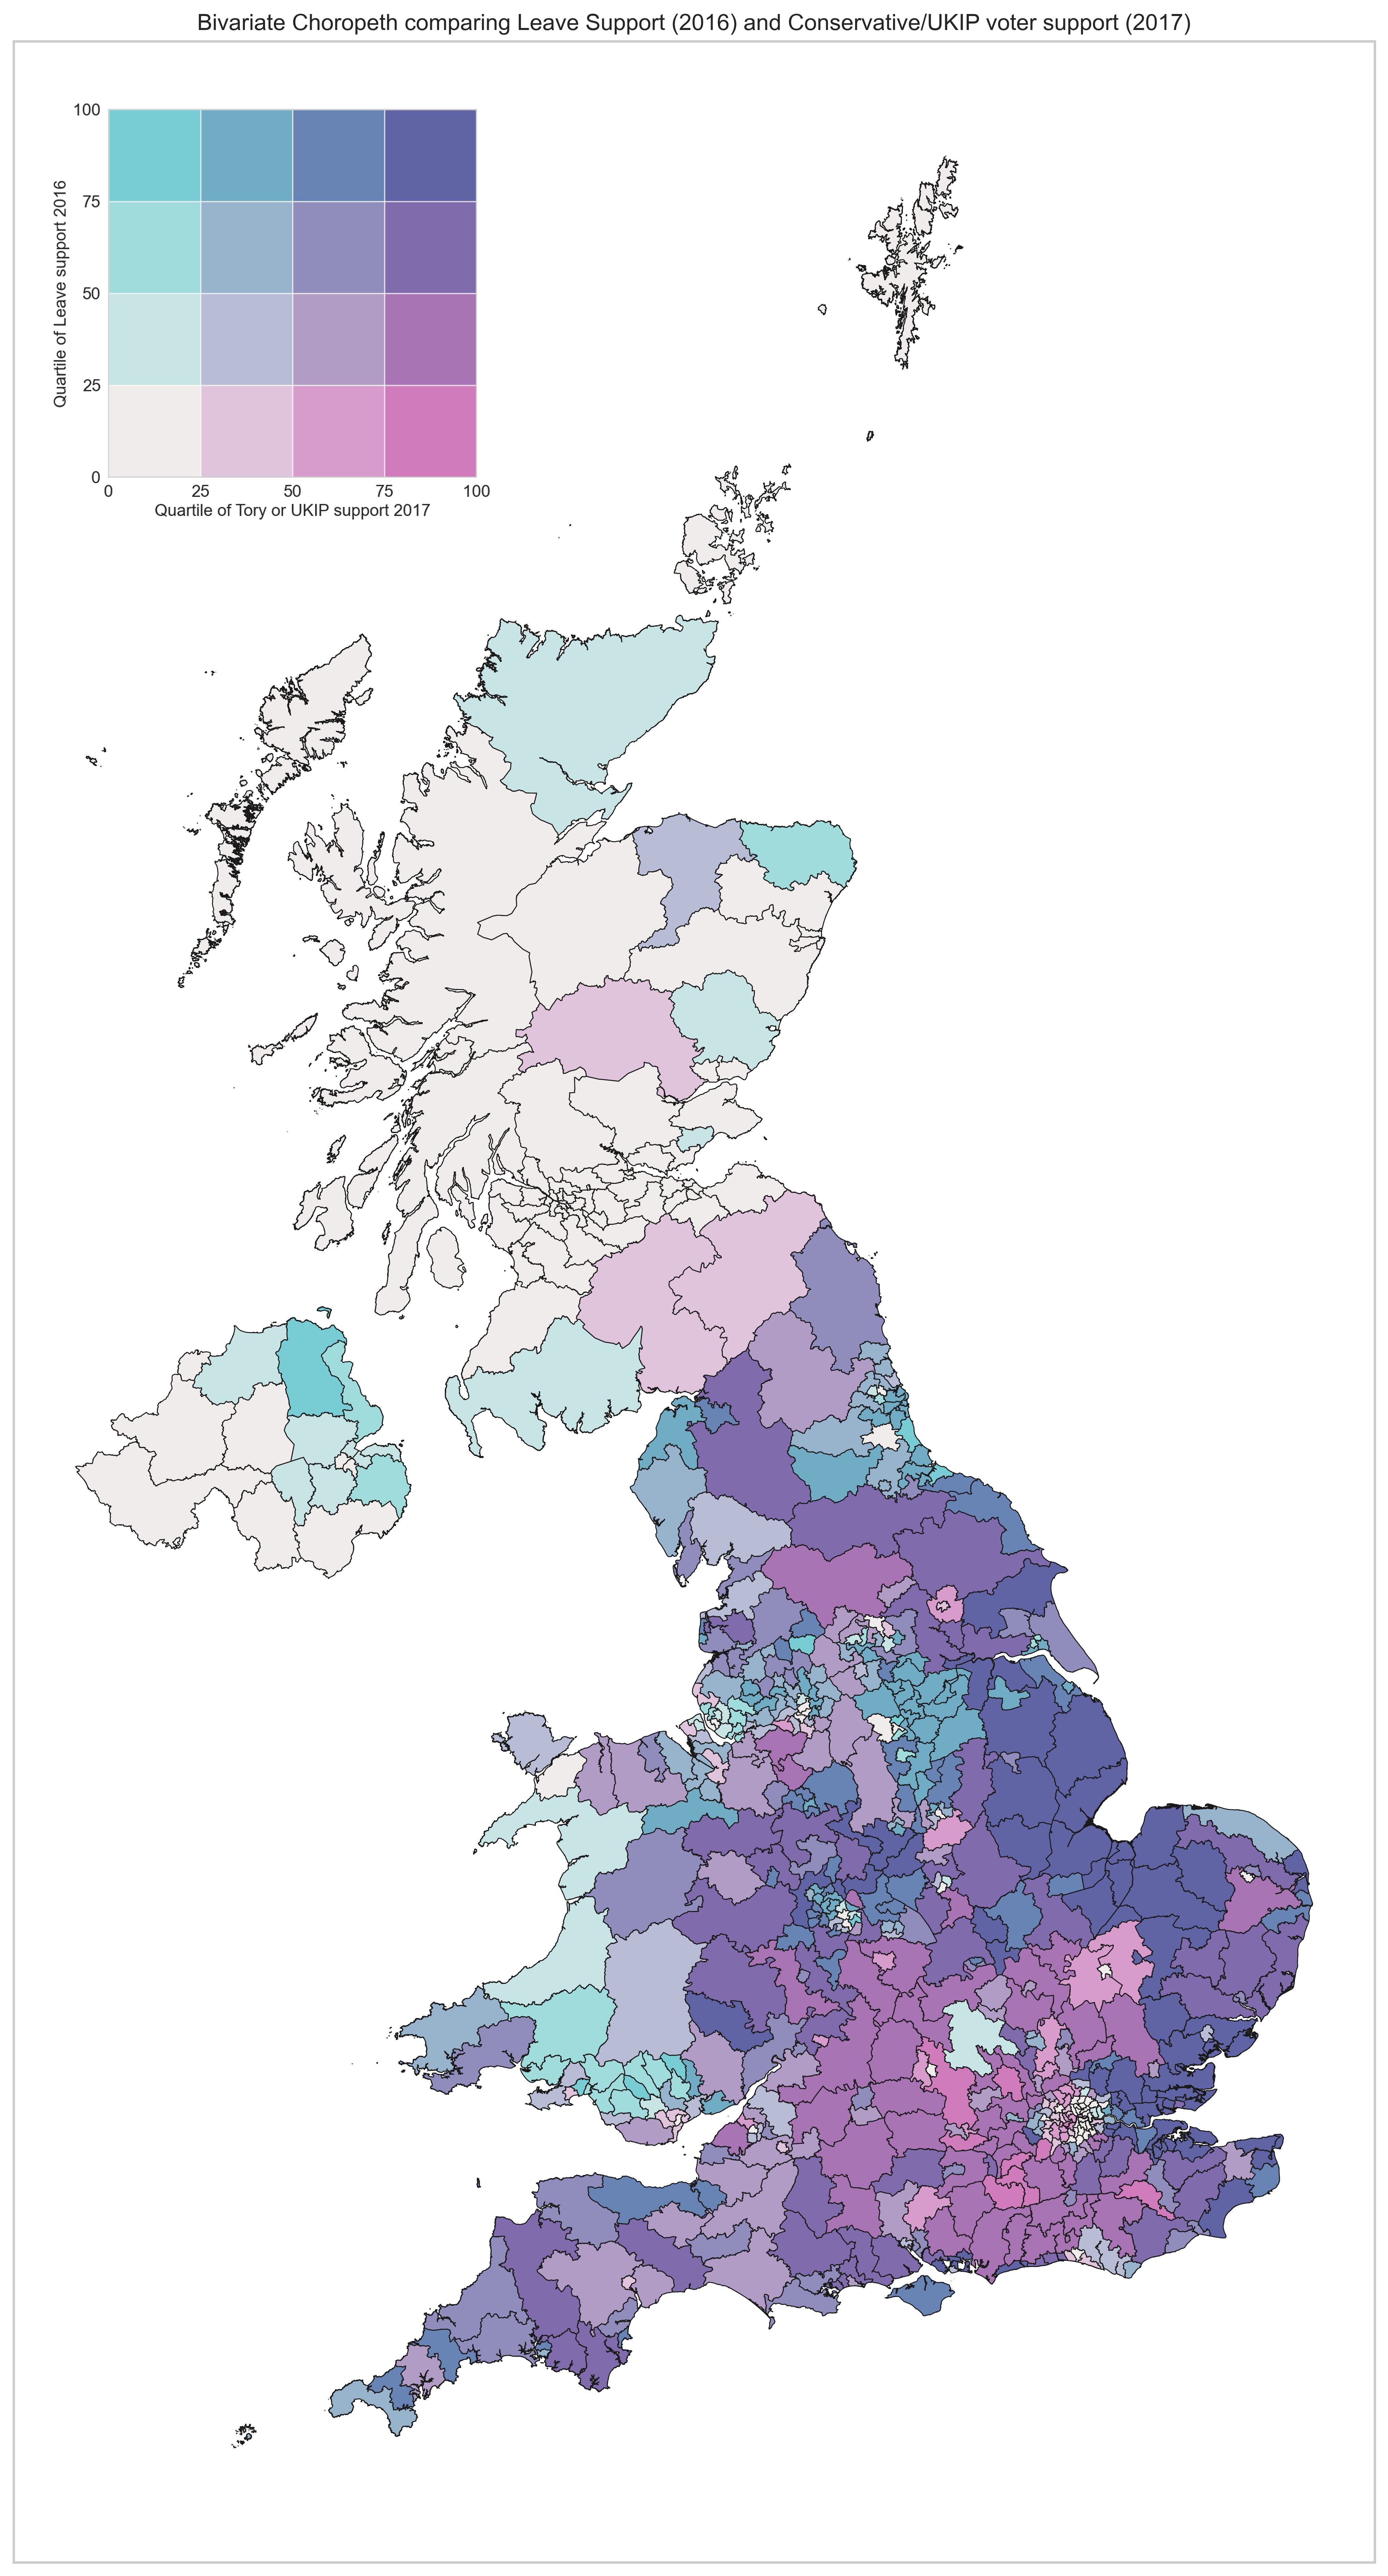 Bivariate Choropeth comparing Leave Support (2016) and Conservative/UKIP voter support (2017)
100
75
50
25
0
Quartile of Leave support 2016
0 25 50 75 100
Quartile of Tory or UKIP support 2017